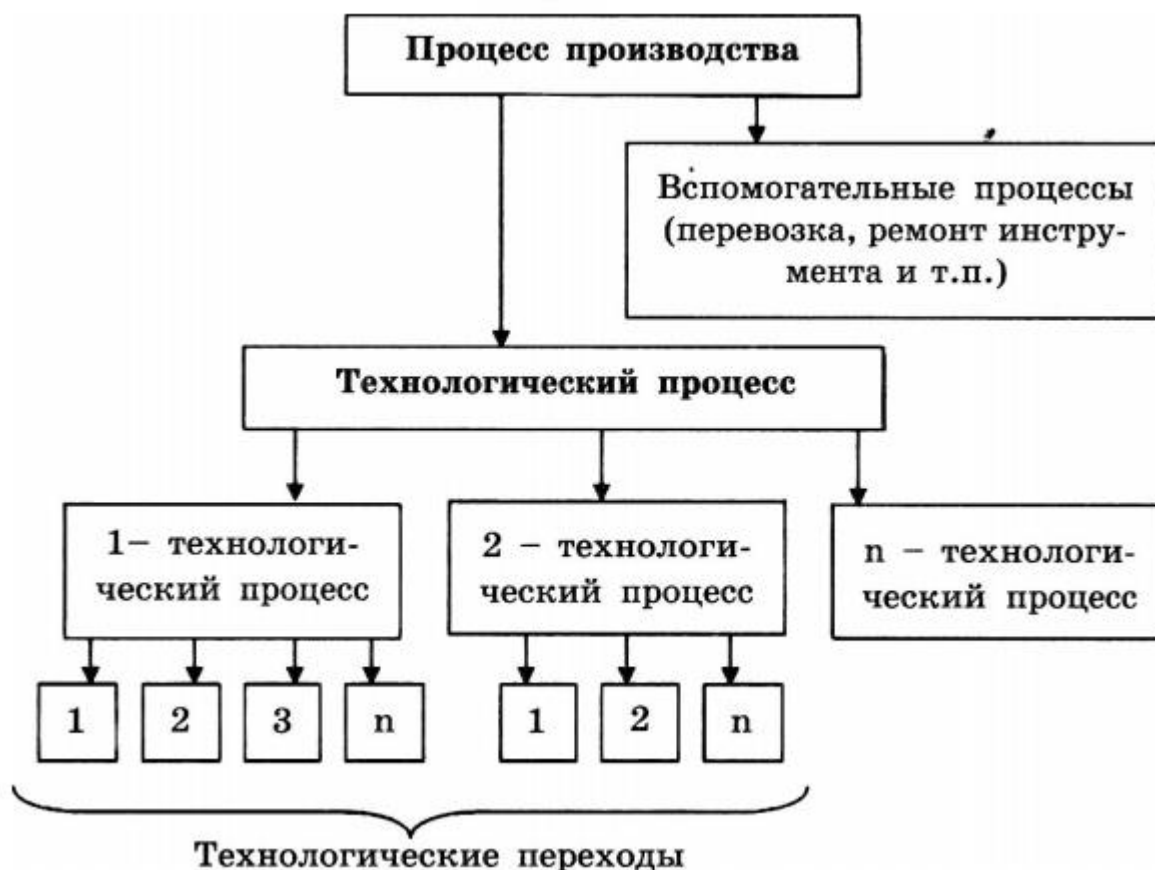 Процесс производства
Вспомогательные процессы
(перевозка, ремонт инстру-
мента и т.п.)
Технологический процесс
1– технологи-
ческий процесс
2 – технологи-
ческий процесс
n – технологи-
ческий процесс
1 2 3 n 1 2 n
Технологические переходы